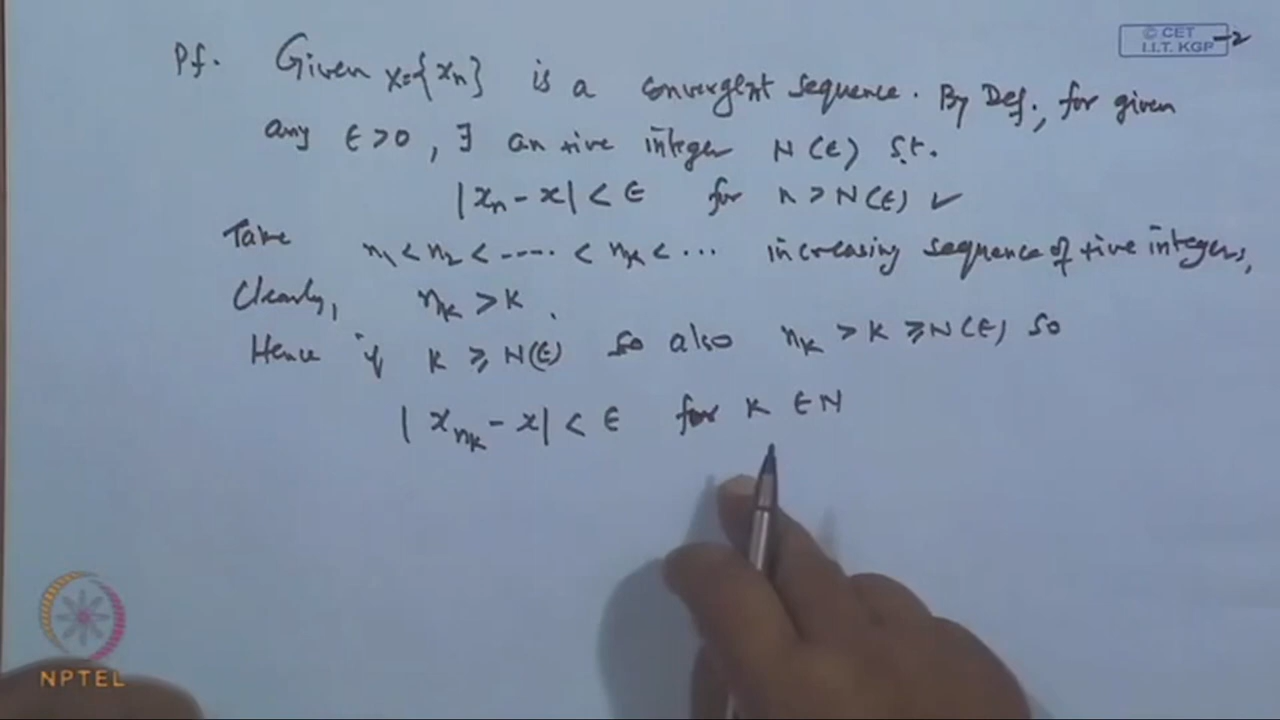 © CET
I.I.T. KGP
-2
Pf. Given x={xn} is a convergent sequence. By Def., for given
any ε>0, ∃ an +ive integer N(ε) s.t.
|xn - x| < ε for n > N(ε) ✓
Take n1 < n2 < ---- < nk < ... increasing sequence of +ive integers,
Clearly, nk > k .
Hence if k ≥ N(ε) so also nk > k ≥ N(ε) so
|xnk - x| < ε for k ∈ N
NPTEL